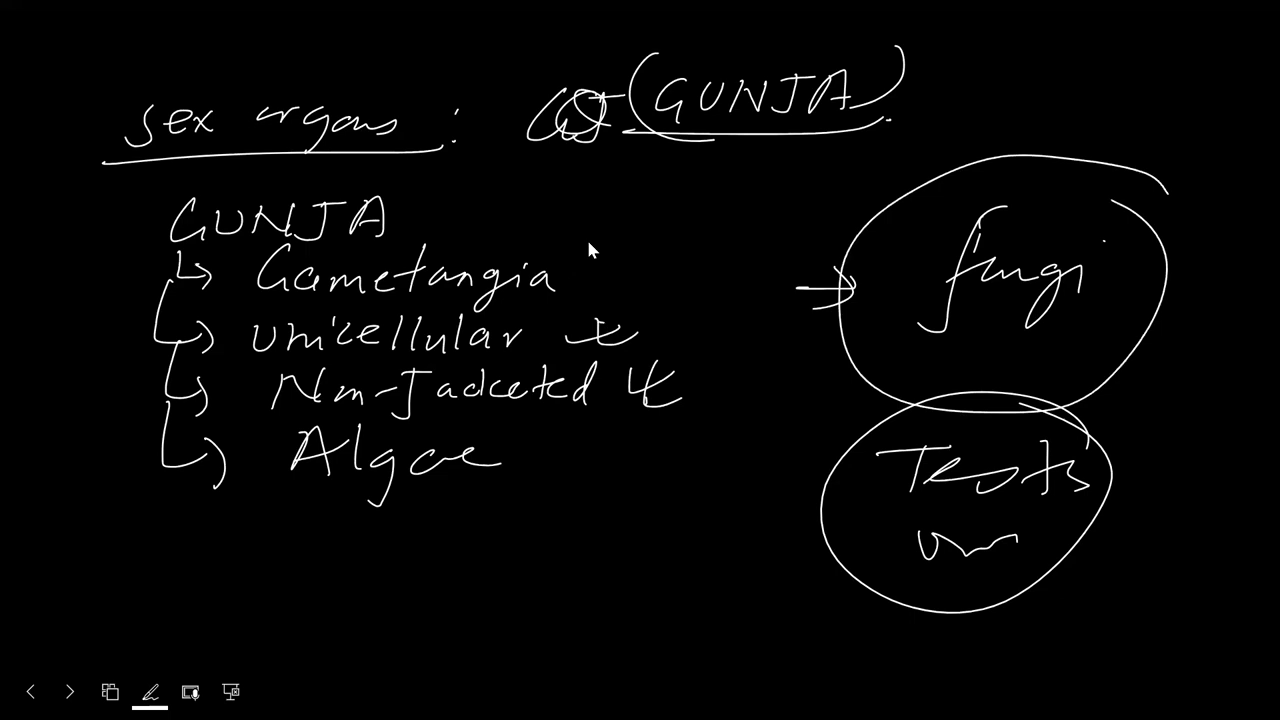 sex organs : (GUNJA)
GUNJA
Gametangia
unicellular
Non-Jacketed
Algae
fungi